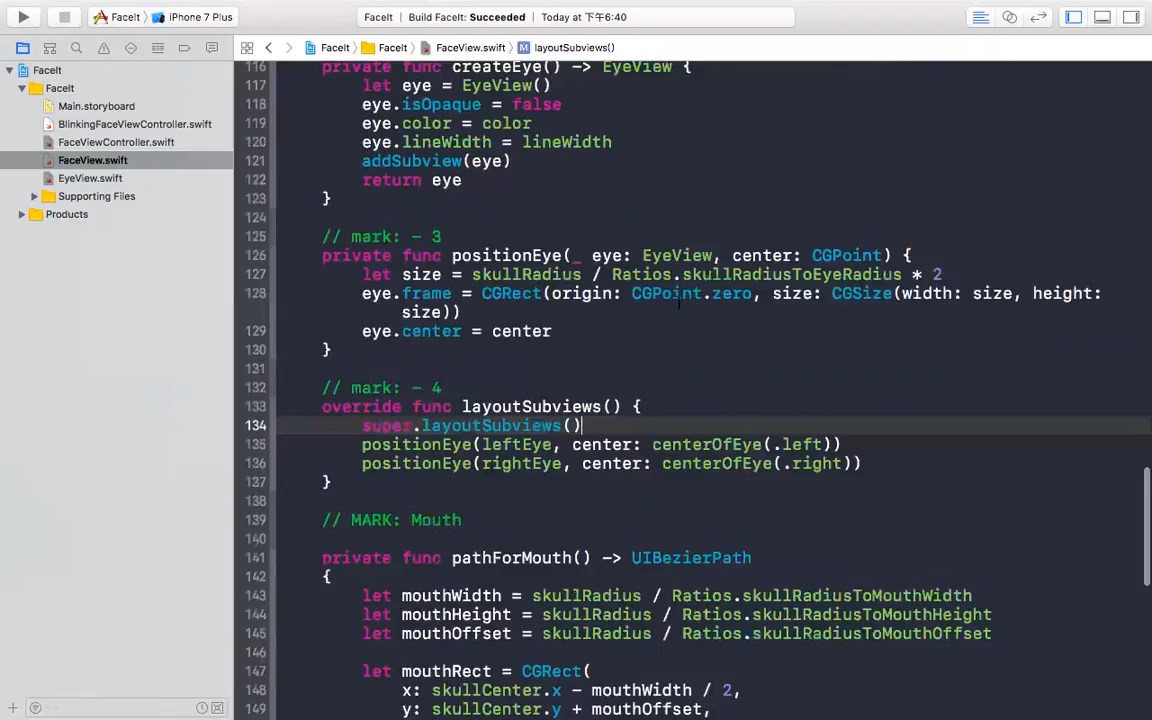 FaceIt
iPhone 7 Plus
FaceIt
Build FaceIt: Succeeded
Today at 下午6:40
FaceIt
FaceIt
FaceView.swift
M
layoutSubviews()
FaceIt
FaceIt
Main.storyboard
BlinkingFaceViewController.swift
FaceViewController.swift
FaceView.swift
EyeView.swift
Supporting Files
Products
116 private func createEye() -> EyeView {
117 let eye = EyeView()
118 eye.isOpaque = false
119 eye.color = color
120 eye.lineWidth = lineWidth
121 addSubview(eye)
122 return eye
123 }
124
125 // mark: - 3
126 private func positionEye(_ eye: EyeView, center: CGPoint) {
127 let size = skullRadius / Ratios.skullRadiusToEyeRadius * 2
128 eye.frame = CGRect(origin: CGPoint.zero, size: CGSize(width: size, height:
size))
129 eye.center = center
130 }
131
132 // mark: - 4
133 override func layoutSubviews() {
134 super.layoutSubviews()
135 positionEye(leftEye, center: centerOfEye(.left))
136 positionEye(rightEye, center: centerOfEye(.right))
137 }
138
139 // MARK: Mouth
140
141 private func pathForMouth() -> UIBezierPath
142 {
143 let mouthWidth = skullRadius / Ratios.skullRadiusToMouthWidth
144 let mouthHeight = skullRadius / Ratios.skullRadiusToMouthHeight
145 let mouthOffset = skullRadius / Ratios.skullRadiusToMouthOffset
146
147 let mouthRect = CGRect(
148 x: skullCenter.x - mouthWidth / 2,
149 y: skullCenter.y + mouthOffset,